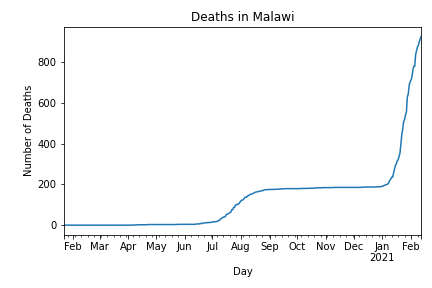 Deaths in Malawi
Number of Deaths
800
600
400
200
0
Feb Mar Apr May Jun Jul Aug Sep Oct Nov Dec Jan Feb
2021
Day